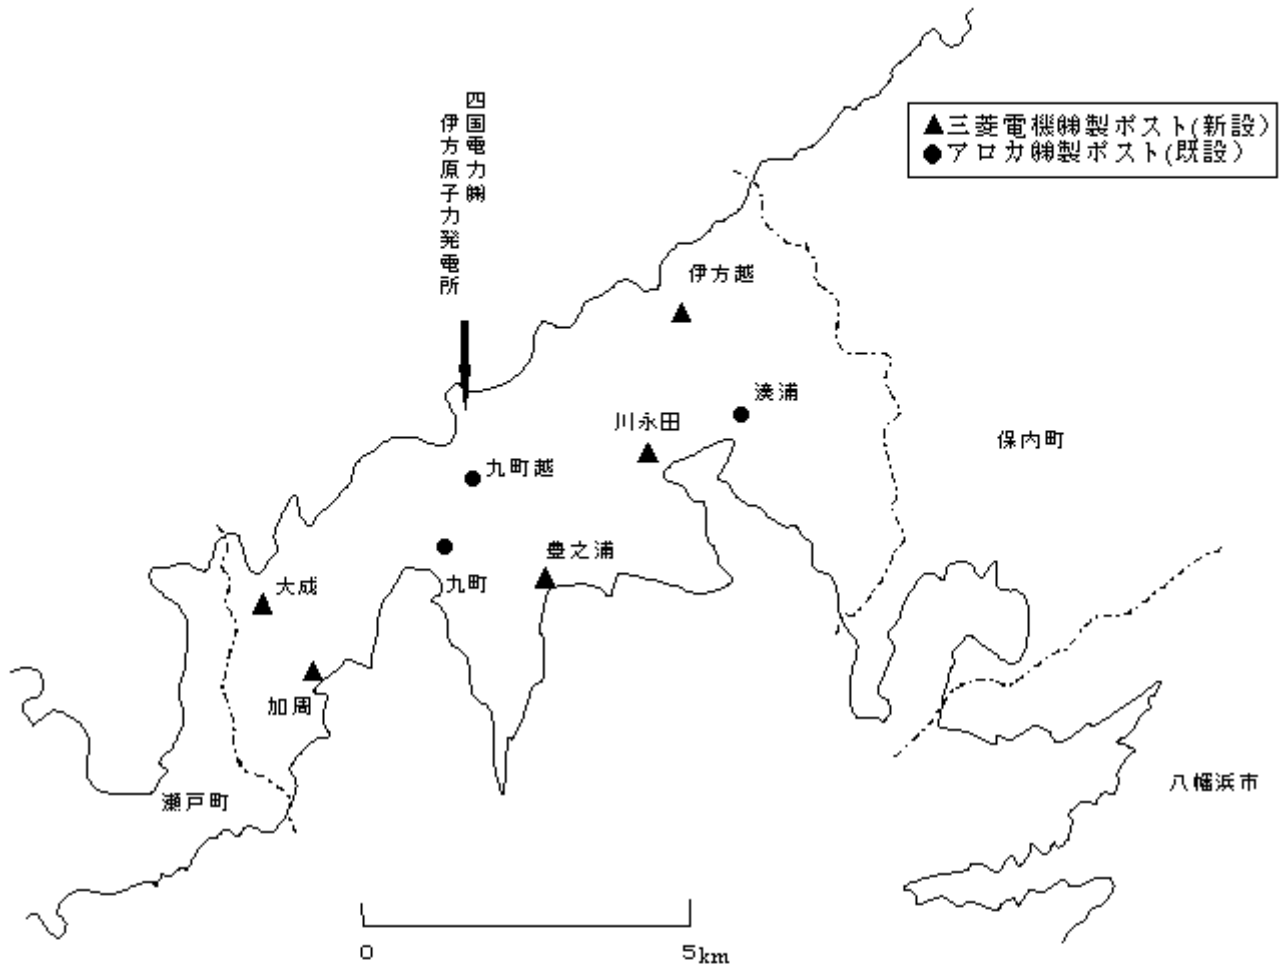 四国電力㈱
伊方原子力発電所
▲三菱電機㈱製ポスト(新設)
●アロカ㈱製ポスト(既設)
伊方越
湊浦
川永田
保内町
九町越
豊之浦
九町
大成
加周
瀬戸町
八幡浜市
0
5km